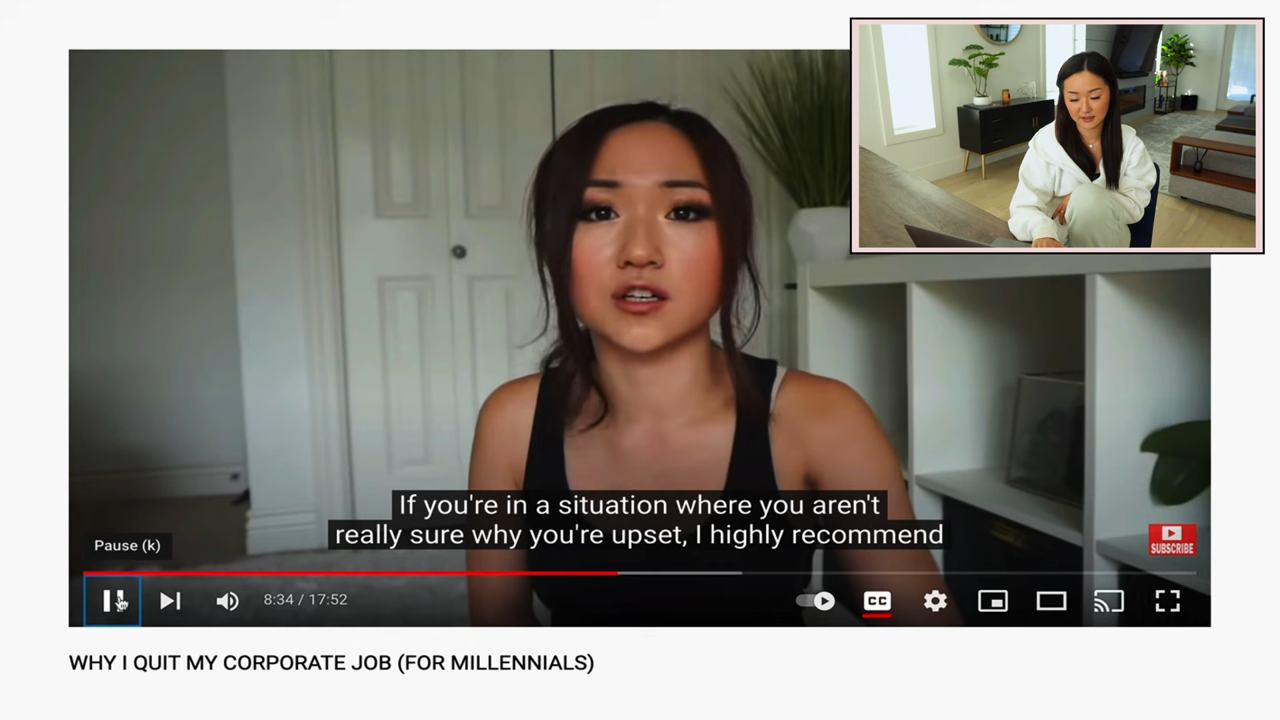 If you're in a situation where you aren't
really sure why you're upset, I highly recommend
SUBSCRIBE
Pause (k)
8:34 / 17:52
CC
WHY I QUIT MY CORPORATE JOB (FOR MILLENNIALS)